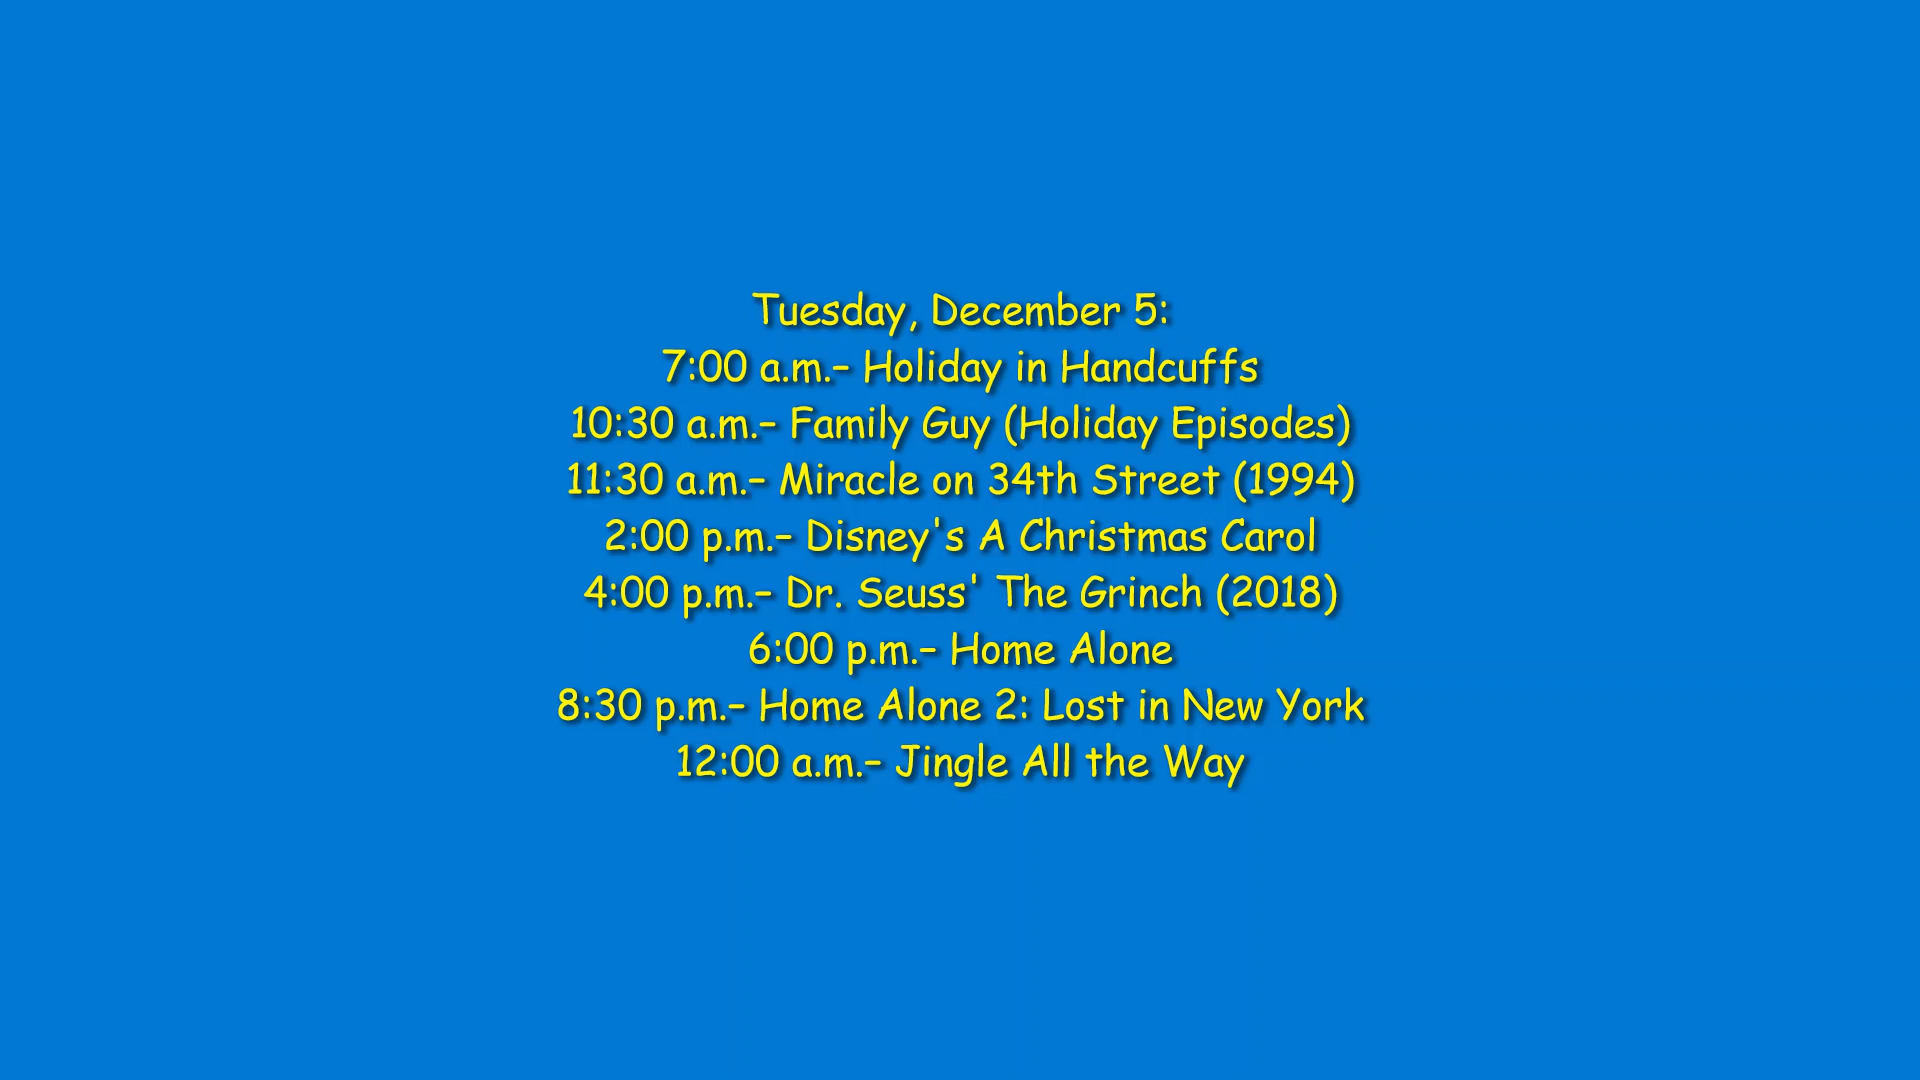 Tuesday, December 5:
7:00 a.m.– Holiday in Handcuffs
10:30 a.m.– Family Guy (Holiday Episodes)
11:30 a.m.– Miracle on 34th Street (1994)
2:00 p.m.– Disney's A Christmas Carol
4:00 p.m.– Dr. Seuss' The Grinch (2018)
6:00 p.m.– Home Alone
8:30 p.m.– Home Alone 2: Lost in New York
12:00 a.m.– Jingle All the Way